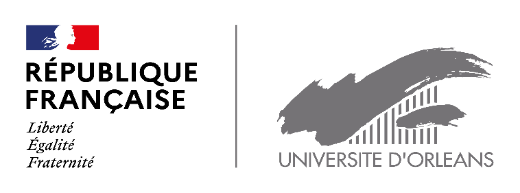 RÉPUBLIQUE
FRANÇAISE
Liberté
Égalité
Fraternité
UNIVERSITE D'ORLEANS